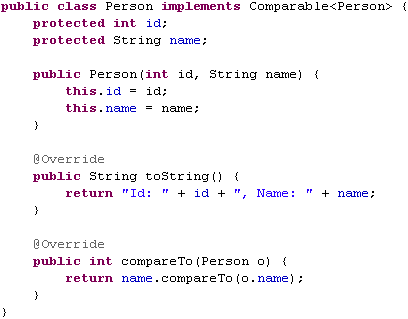 public class Person implements Comparable<Person> {
    protected int id;
    protected String name;

    public Person(int id, String name) {
        this.id = id;
        this.name = name;
    }

    @Override
    public String toString() {
        return "Id: " + id + ", Name: " + name;
    }

    @Override
    public int compareTo(Person o) {
        return name.compareTo(o.name);
    }
}